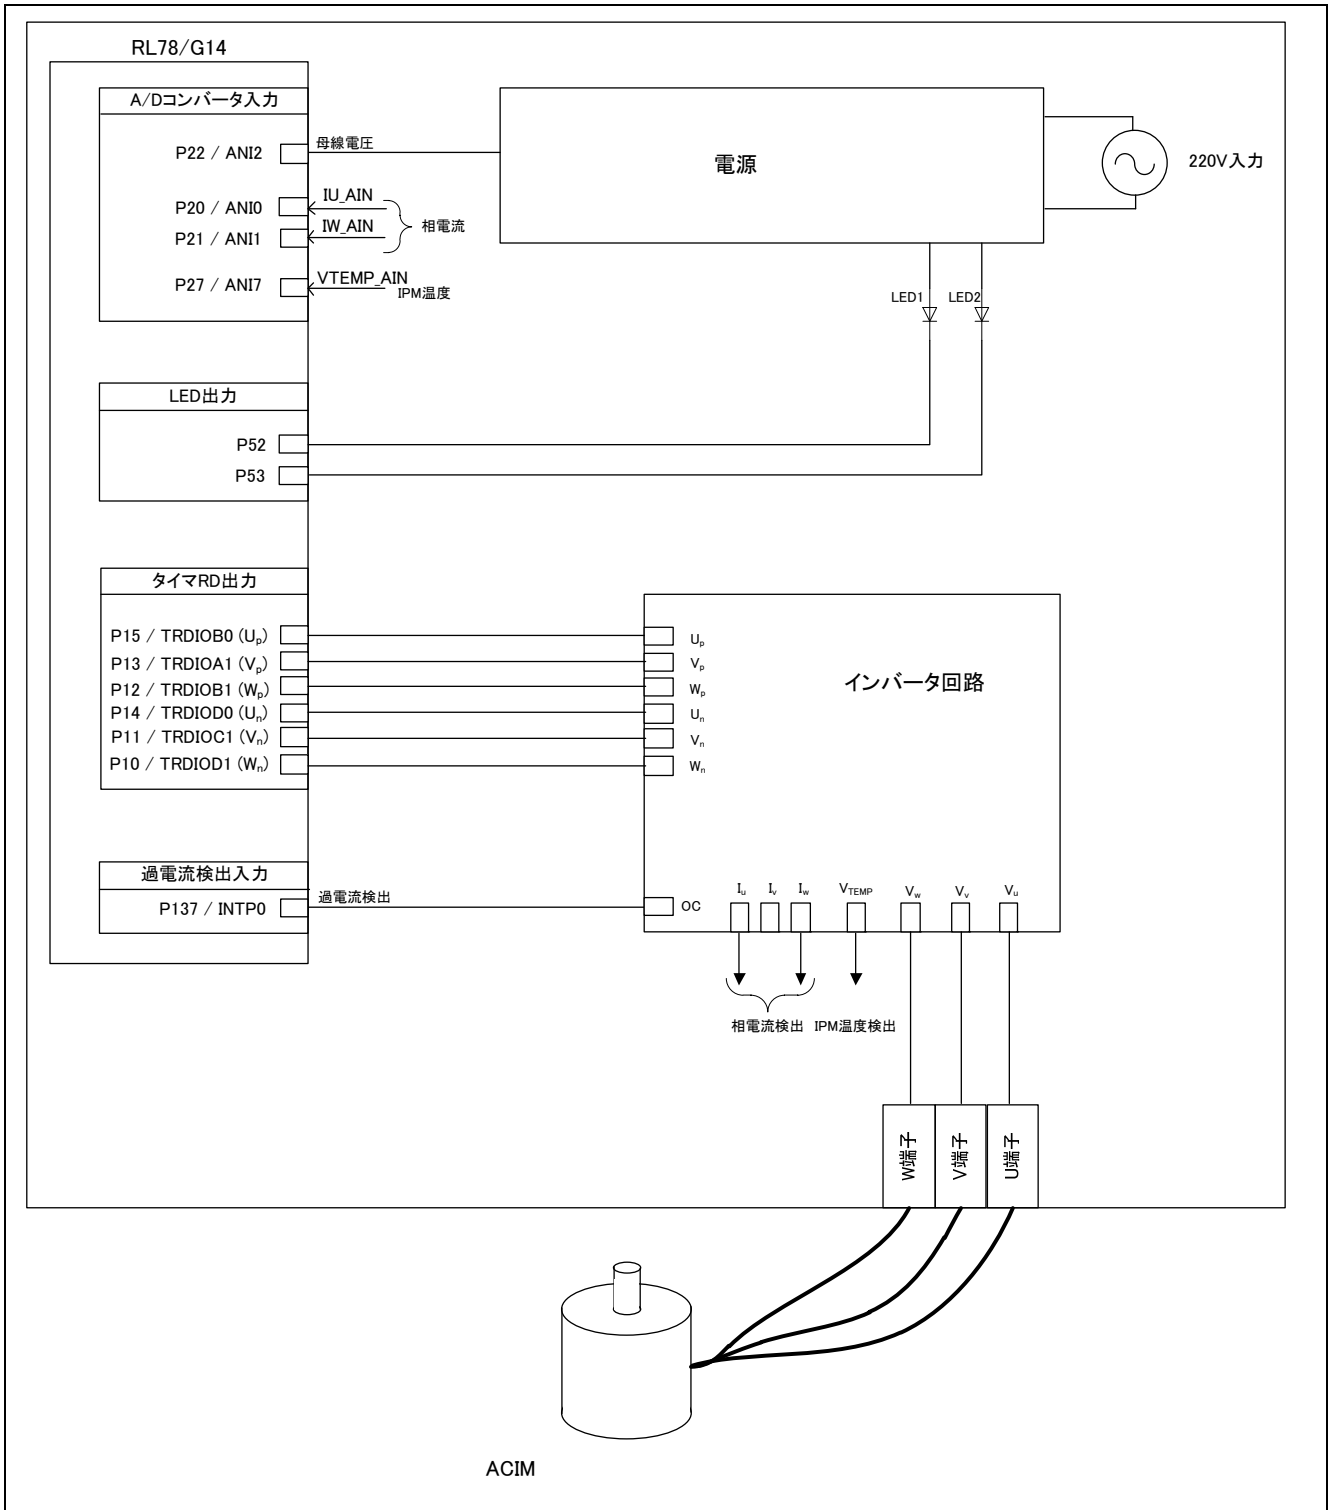 RL78/G14
A/Dコンバータ入力
P22 / ANI2
母線電圧
P20 / ANI0
IU_AIN
P21 / ANI1
IW_AIN
相電流
P27 / ANI7
VTEMP_AIN
IPM温度
電源
220V入力
LED1
LED2
LED出力
P52
P53
タイマRD出力
P15 / TRDIOB0 (Up)
P13 / TRDIOA1 (Vp)
P12 / TRDIOB1 (Wp)
P14 / TRDIOD0 (Un)
P11 / TRDIOC1 (Vn)
P10 / TRDIOD1 (Wn)
Up
Vp
Wp
Un
Vn
Wn
インバータ回路
過電流検出入力
P137 / INTP0
過電流検出
OC
Iu
Iv
Iw
VTEMP
Vw
Vv
Vu
相電流検出
IPM温度検出
W端子
V端子
U端子
ACIM